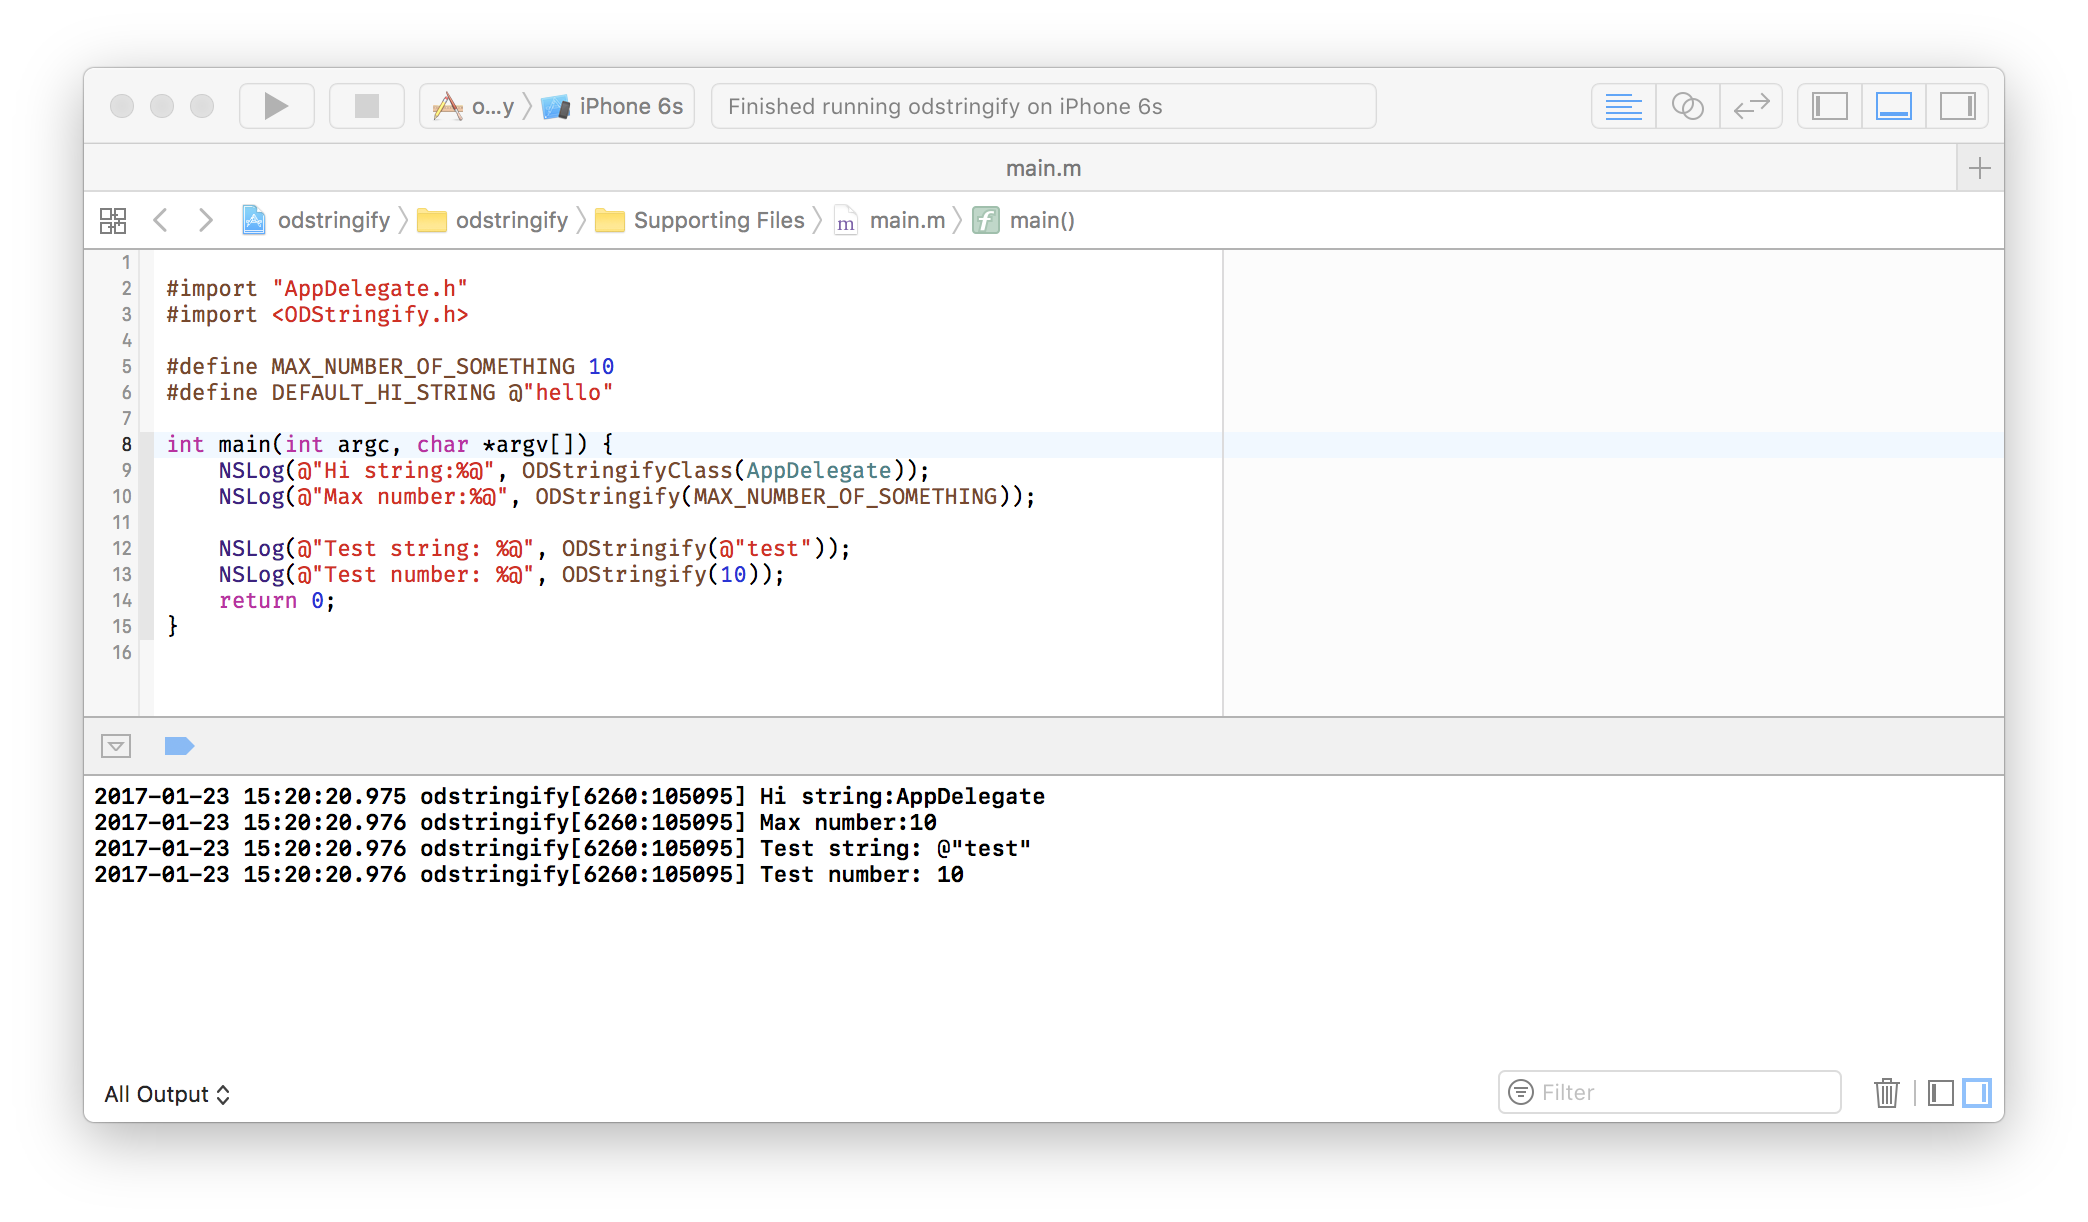 o...y iPhone 6s Finished running odstringify on iPhone 6s
main.m
odstringify odstringify Supporting Files m main.m f main()
1
2 #import "AppDelegate.h"
3 #import <ODStringify.h>
4
5 #define MAX_NUMBER_OF_SOMETHING 10
6 #define DEFAULT_HI_STRING @"hello"
7
8 int main(int argc, char *argv[]) {
9 NSLog(@"Hi string:%@", ODStringifyClass(AppDelegate));
10 NSLog(@"Max number:%@", ODStringify(MAX_NUMBER_OF_SOMETHING));
11
12 NSLog(@"Test string: %@", ODStringify(@"test"));
13 NSLog(@"Test number: %@", ODStringify(10));
14 return 0;
15 }
16
2017-01-23 15:20:20.975 odstringify[6260:105095] Hi string:AppDelegate
2017-01-23 15:20:20.976 odstringify[6260:105095] Max number:10
2017-01-23 15:20:20.976 odstringify[6260:105095] Test string: @"test"
2017-01-23 15:20:20.976 odstringify[6260:105095] Test number: 10
All Output Filter